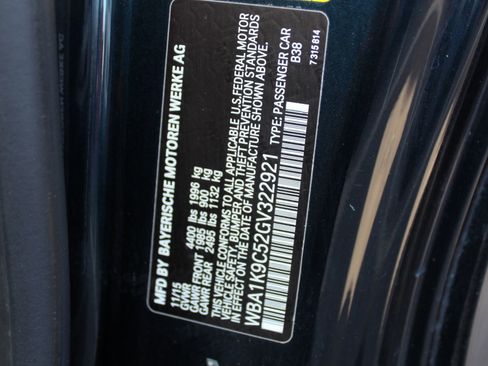 MFD BY BAYERISCHE MOTOREN WERKE AG
11/15
GVWR 4400 lbs 1996 kg
GAWR FRONT 1985 lbs 900 kg
GAWR REAR 2495 lbs 1132 kg
THIS VEHICLE CONFORMS TO ALL APPLICABLE U.S. FEDERAL MOTOR
VEHICLE SAFETY, BUMPER, AND THEFT PREVENTION STANDARDS
IN EFFECT ON THE DATE OF MANUFACTURE SHOWN ABOVE.
WBA1K9C52GV322921 TYPE: PASSENGER CAR
B38
7 315 814